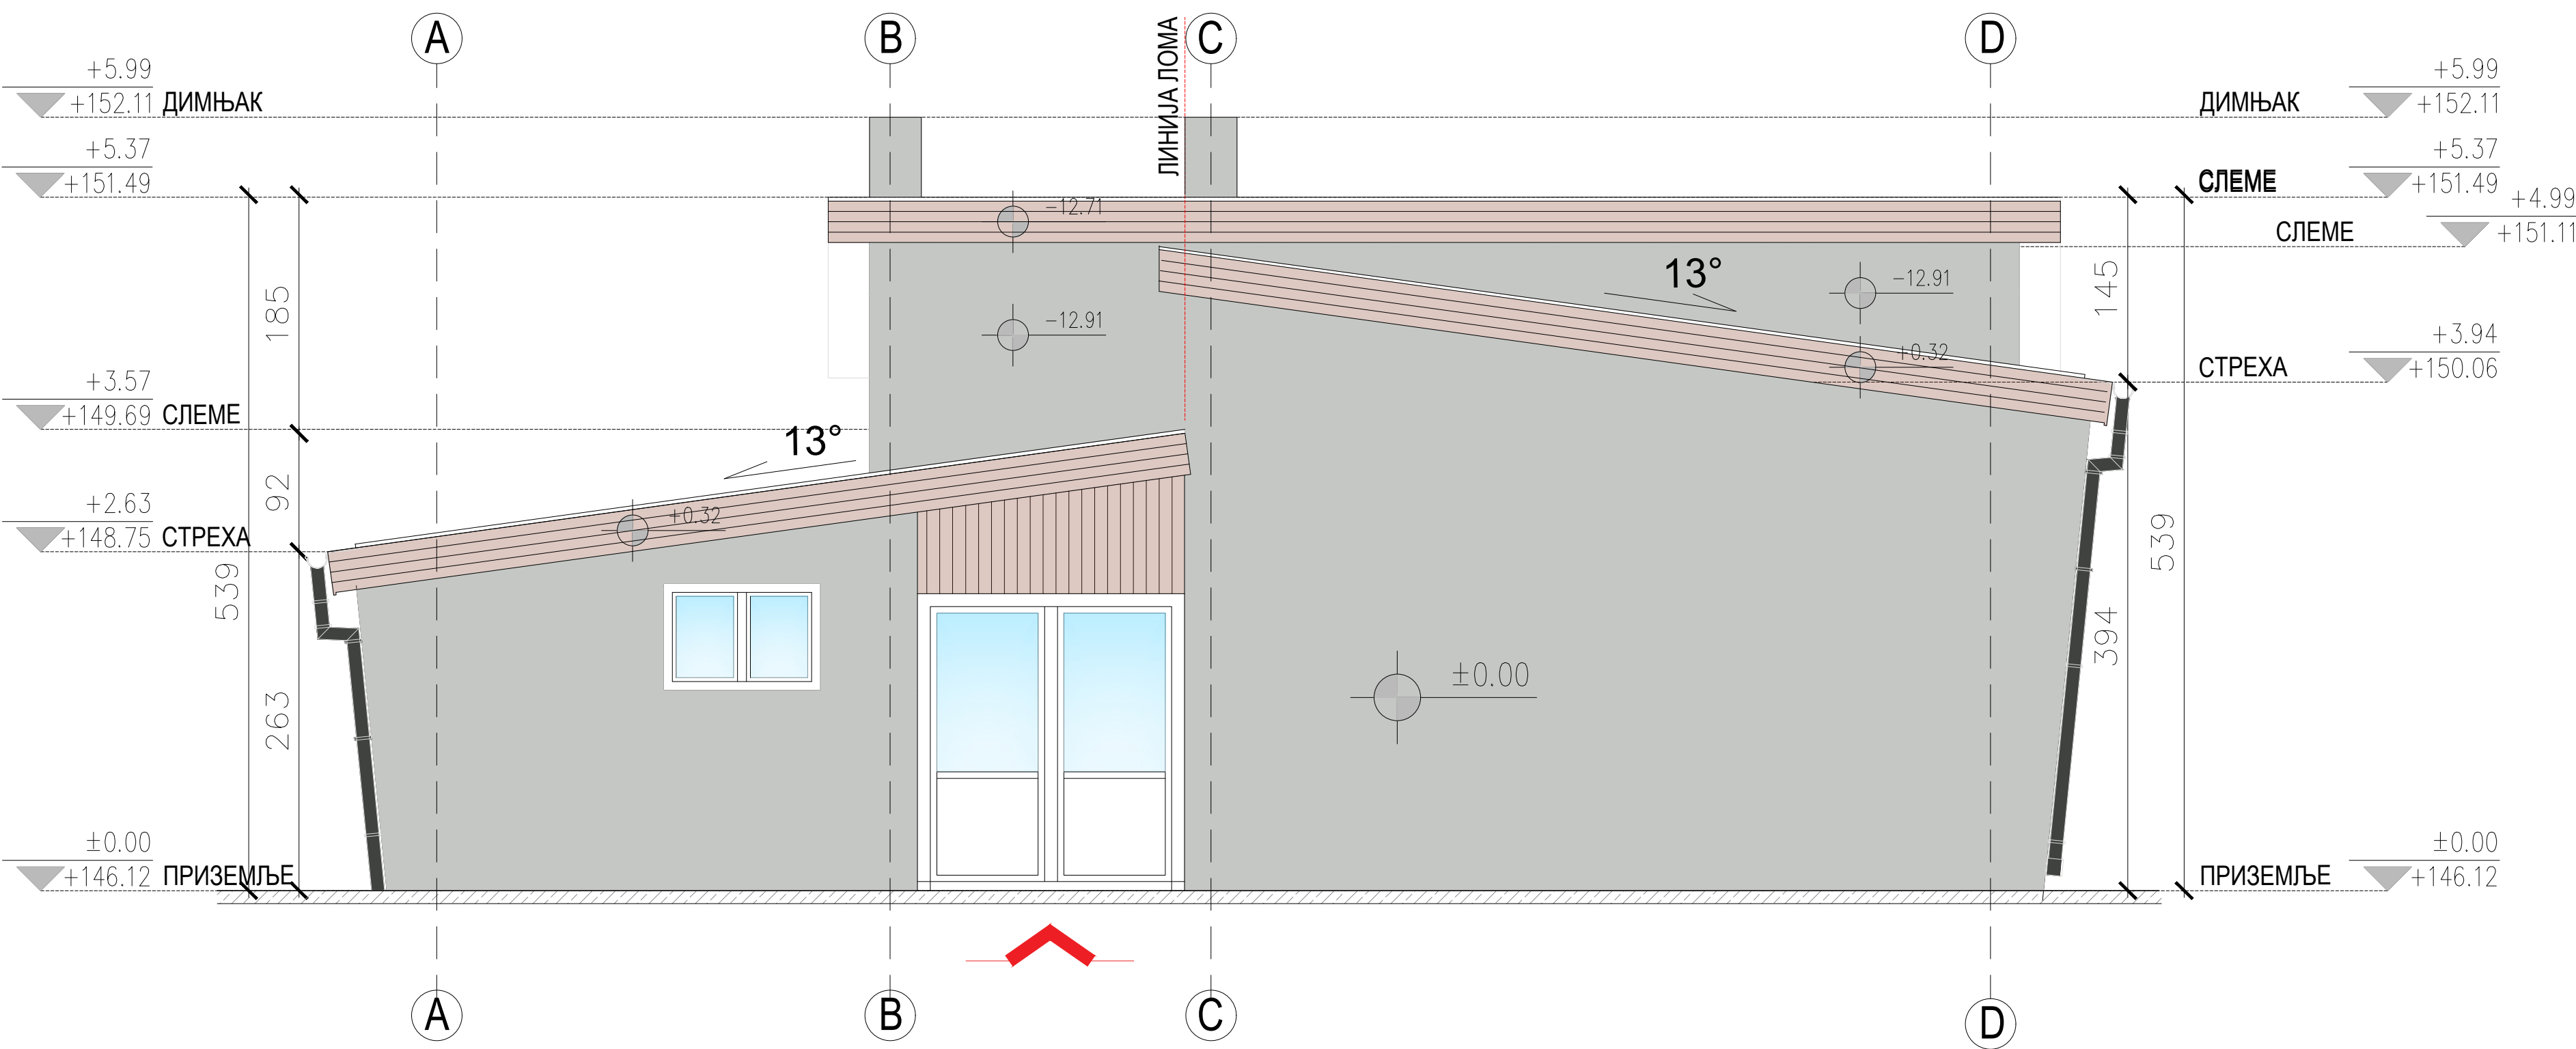 A
B
C
D
ЛИНИЈА ЛОМА
+5.99
+152.11 ДИМЊАК
+5.37
+151.49
+3.57
+149.69 СЛЕМЕ
+2.63
+148.75 СТРЕХА
±0.00
+146.12 ПРИЗЕМЉЕ
539
185
92
263
-12.71
-12.91
13°
+0.32
13°
-12.91
+0.32
±0.00
+5.99
ДИМЊАК +152.11
+5.37
СЛЕМЕ +151.49
+4.99
СЛЕМЕ +151.11
+3.94
СТРЕХА +150.06
±0.00
ПРИЗЕМЉЕ +146.12
145
394
539
A
B
C
D